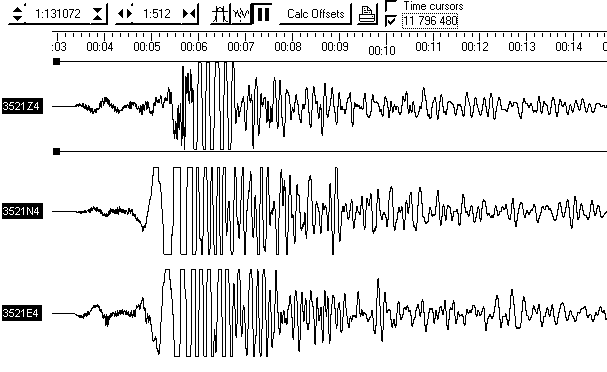 1:131072 1:512 Calc Offsets Time cursors
11 796 480
:03 00:04 00:05 00:06 00:07 00:08 00:09 00:10 00:11 00:12 00:13 00:14
3521Z4
3521N4
3521E4